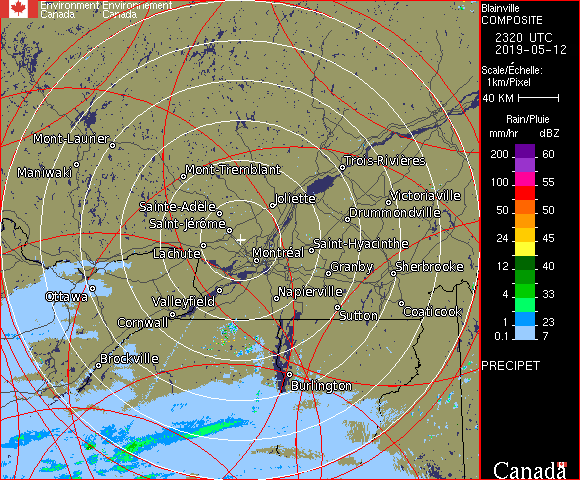 Environment Environnement
Canada Canada
Blainville
COMPOSITE
2320 UTC
2019-05-12
Scale/Échelle:
1km/Pixel
40 KM
Rain/Pluie
mm/hr dBZ
200 60
100 55
50 50
24 45
12 40
4 33
1 23
0.1 7
PRECIPET
Mont-Laurier
Maniwaki
Mont-Tremblant
Trois-Rivières
Joliette
Victoriaville
Sainte-Adèle
Drummondville
Saint-Jérôme
Lachute
Montréal
Saint-Hyacinthe
Granby
Sherbrooke
Ottawa
Valleyfield
Napierville
Cornwall
Sutton
Coaticook
Brockville
Burlington
Canada